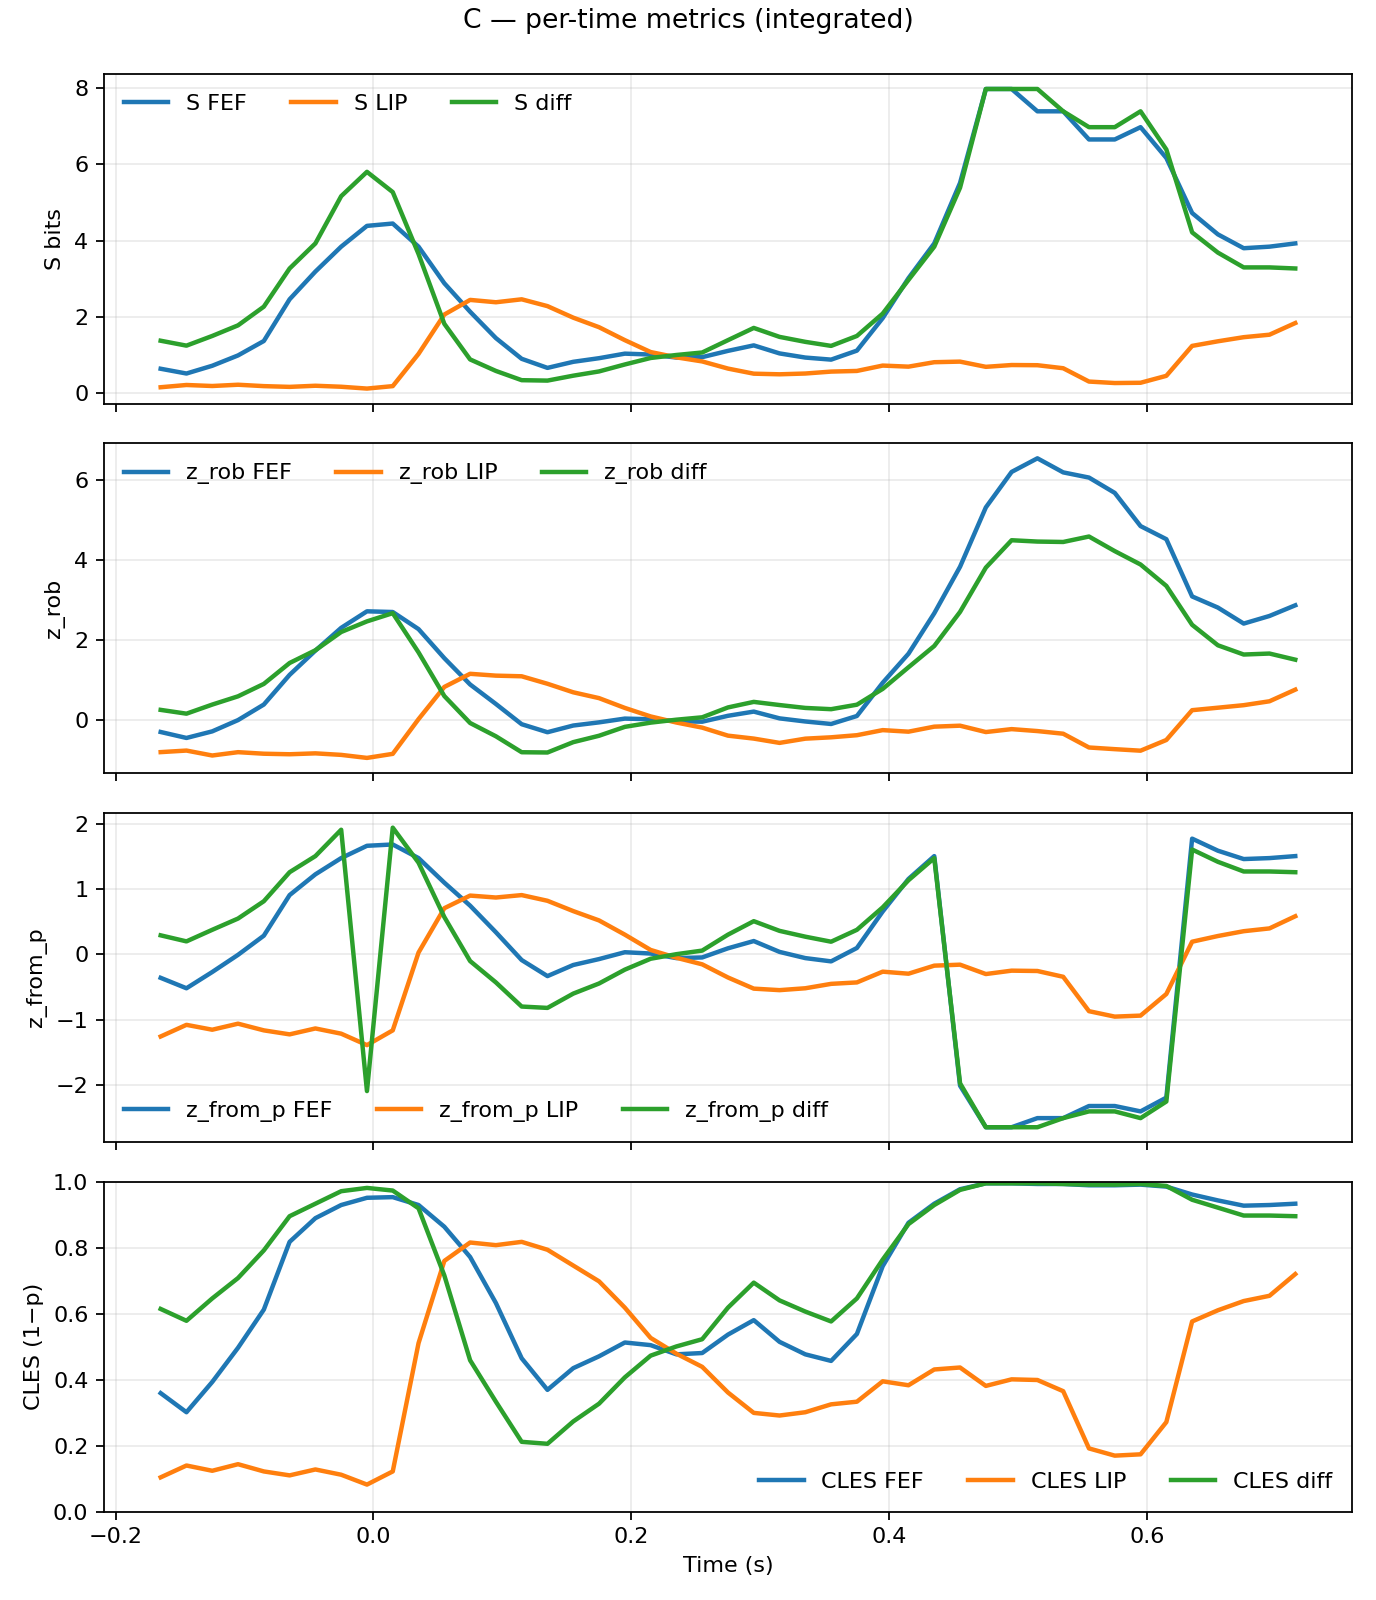 C — per-time metrics (integrated)
S FEF S LIP S diff
8
6
4
2
0
S bits
z_rob FEF z_rob LIP z_rob diff
6
4
2
0
z_rob
2
1
0
−1
−2
z_from_p
z_from_p FEF z_from_p LIP z_from_p diff
1.0
0.8
0.6
0.4
0.2
0.0
CLES (1−p)
CLES FEF CLES LIP CLES diff
−0.2 0.0 0.2 0.4 0.6
Time (s)